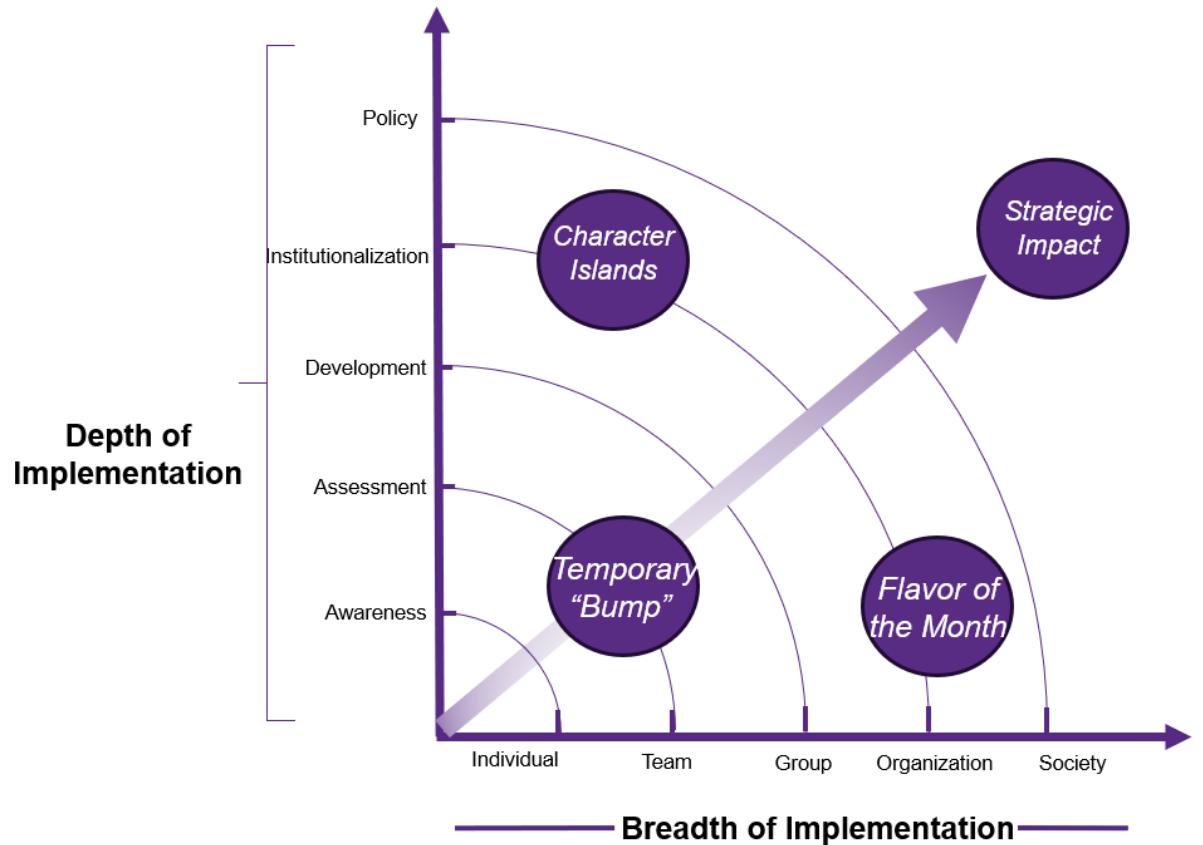 Policy
Character
Islands
Strategic
Impact
Institutionalization
Development
Depth of
Implementation
Assessment
Temporary
“Bump”
Flavor of
the Month
Awareness
Individual
Team
Group
Organization
Society
Breadth of Implementation